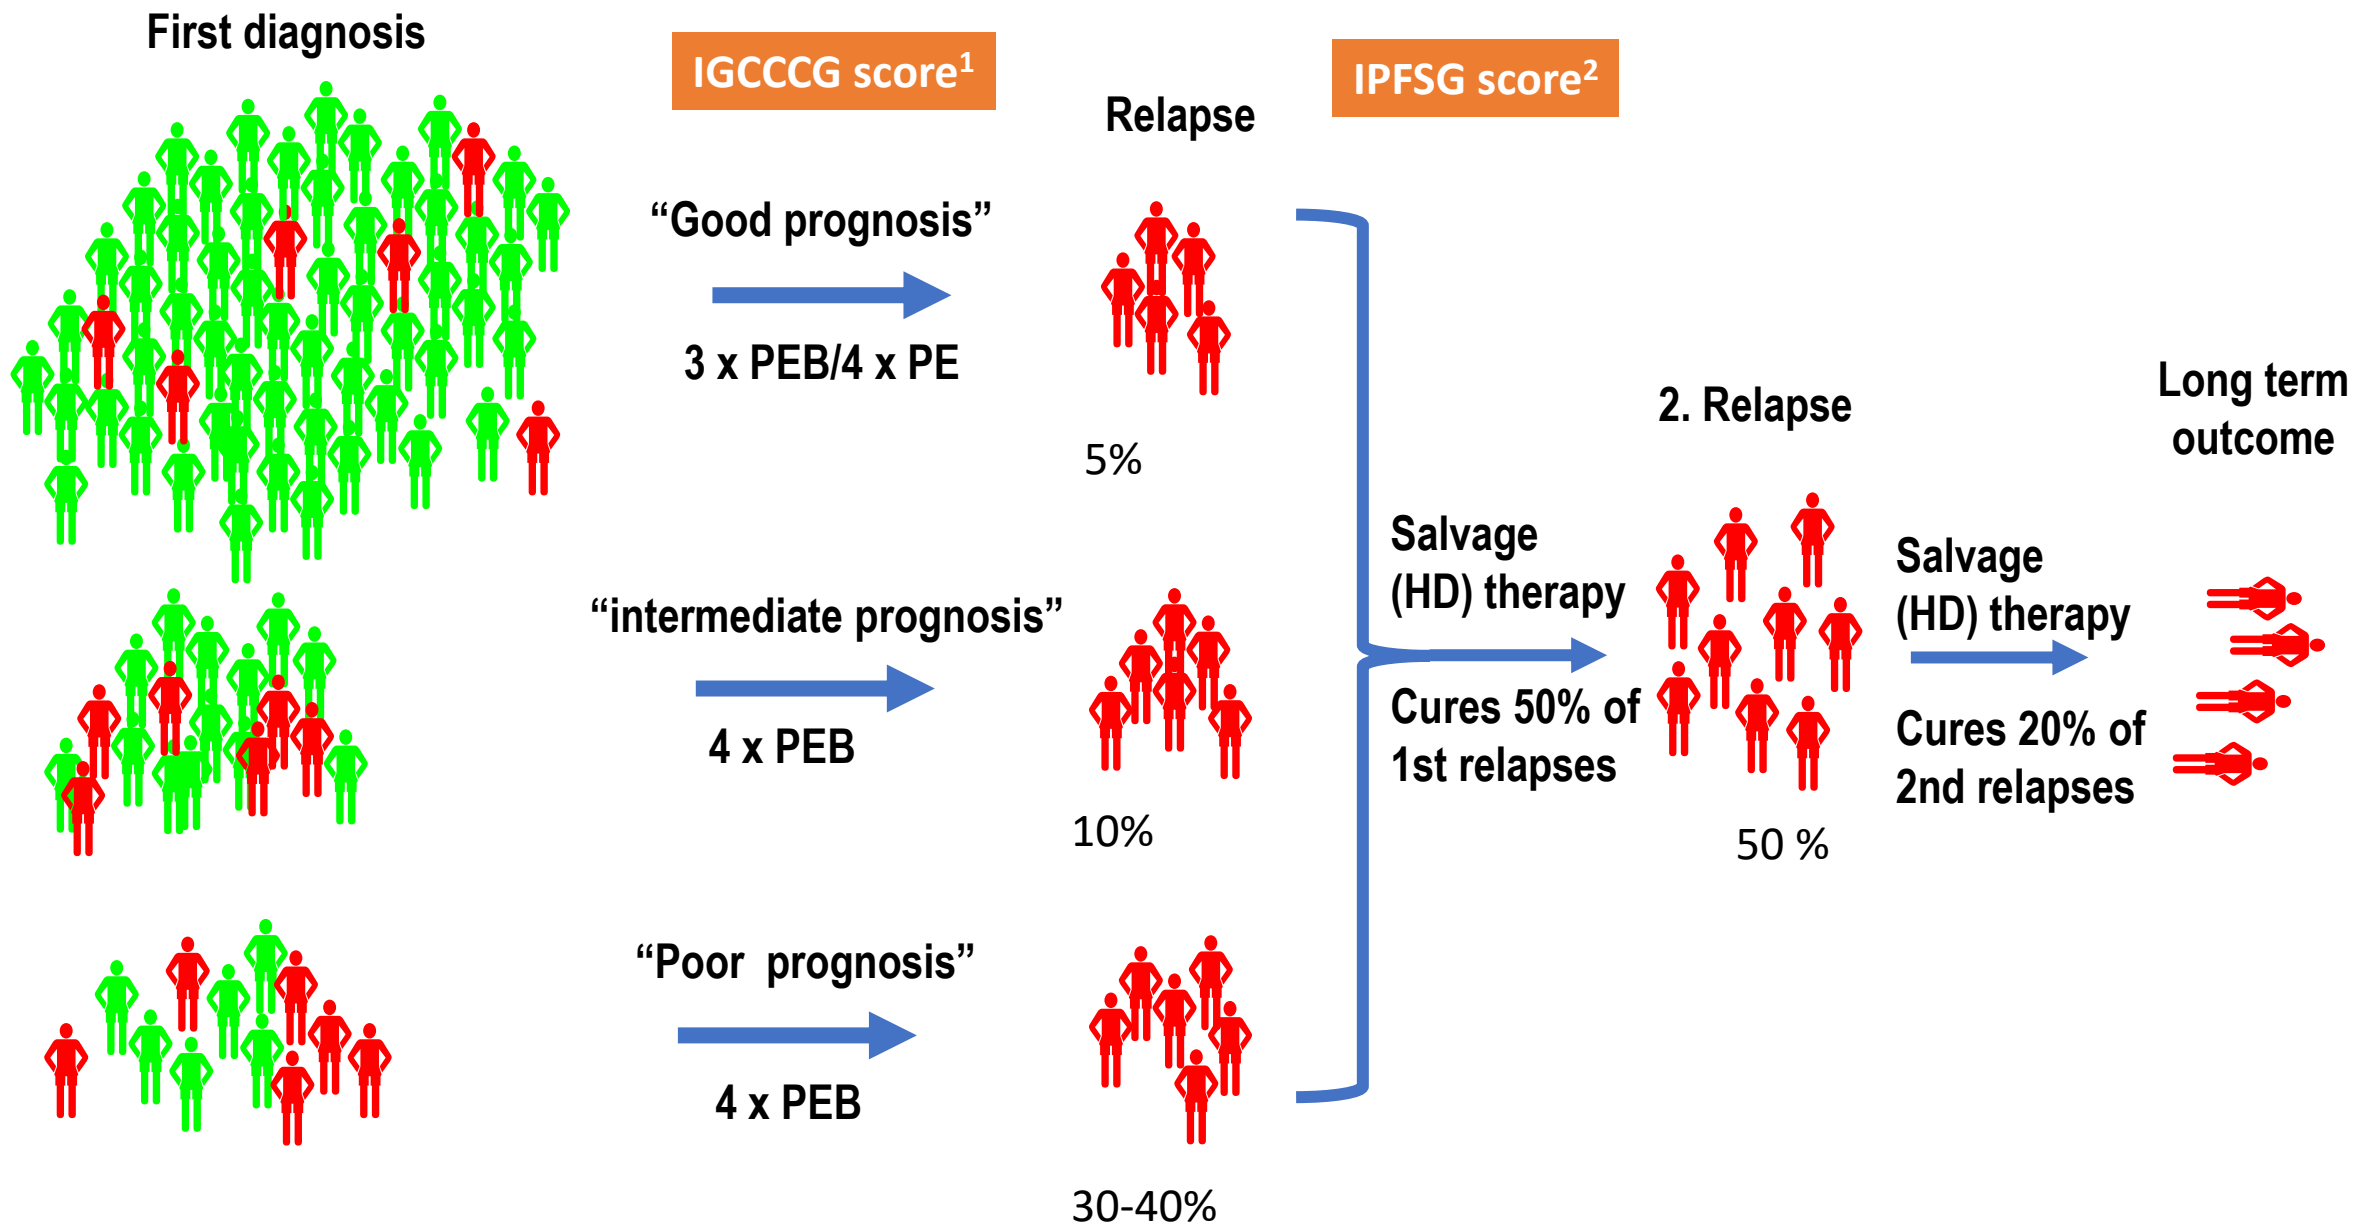 First diagnosis
IGCCCG score¹
IPFSG score²
Relapse
“Good prognosis”
3 x PEB/4 x PE
5%
“intermediate prognosis”
4 x PEB
10%
“Poor  prognosis”
4 x PEB
30-40%
Salvage
(HD) therapy
Cures 50% of
1st relapses
2. Relapse
50 %
Salvage
(HD) therapy
Cures 20% of
2nd relapses
Long term
outcome